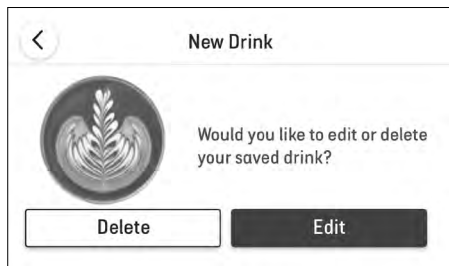 New Drink
Would you like to edit or delete
your saved drink?
Delete
Edit